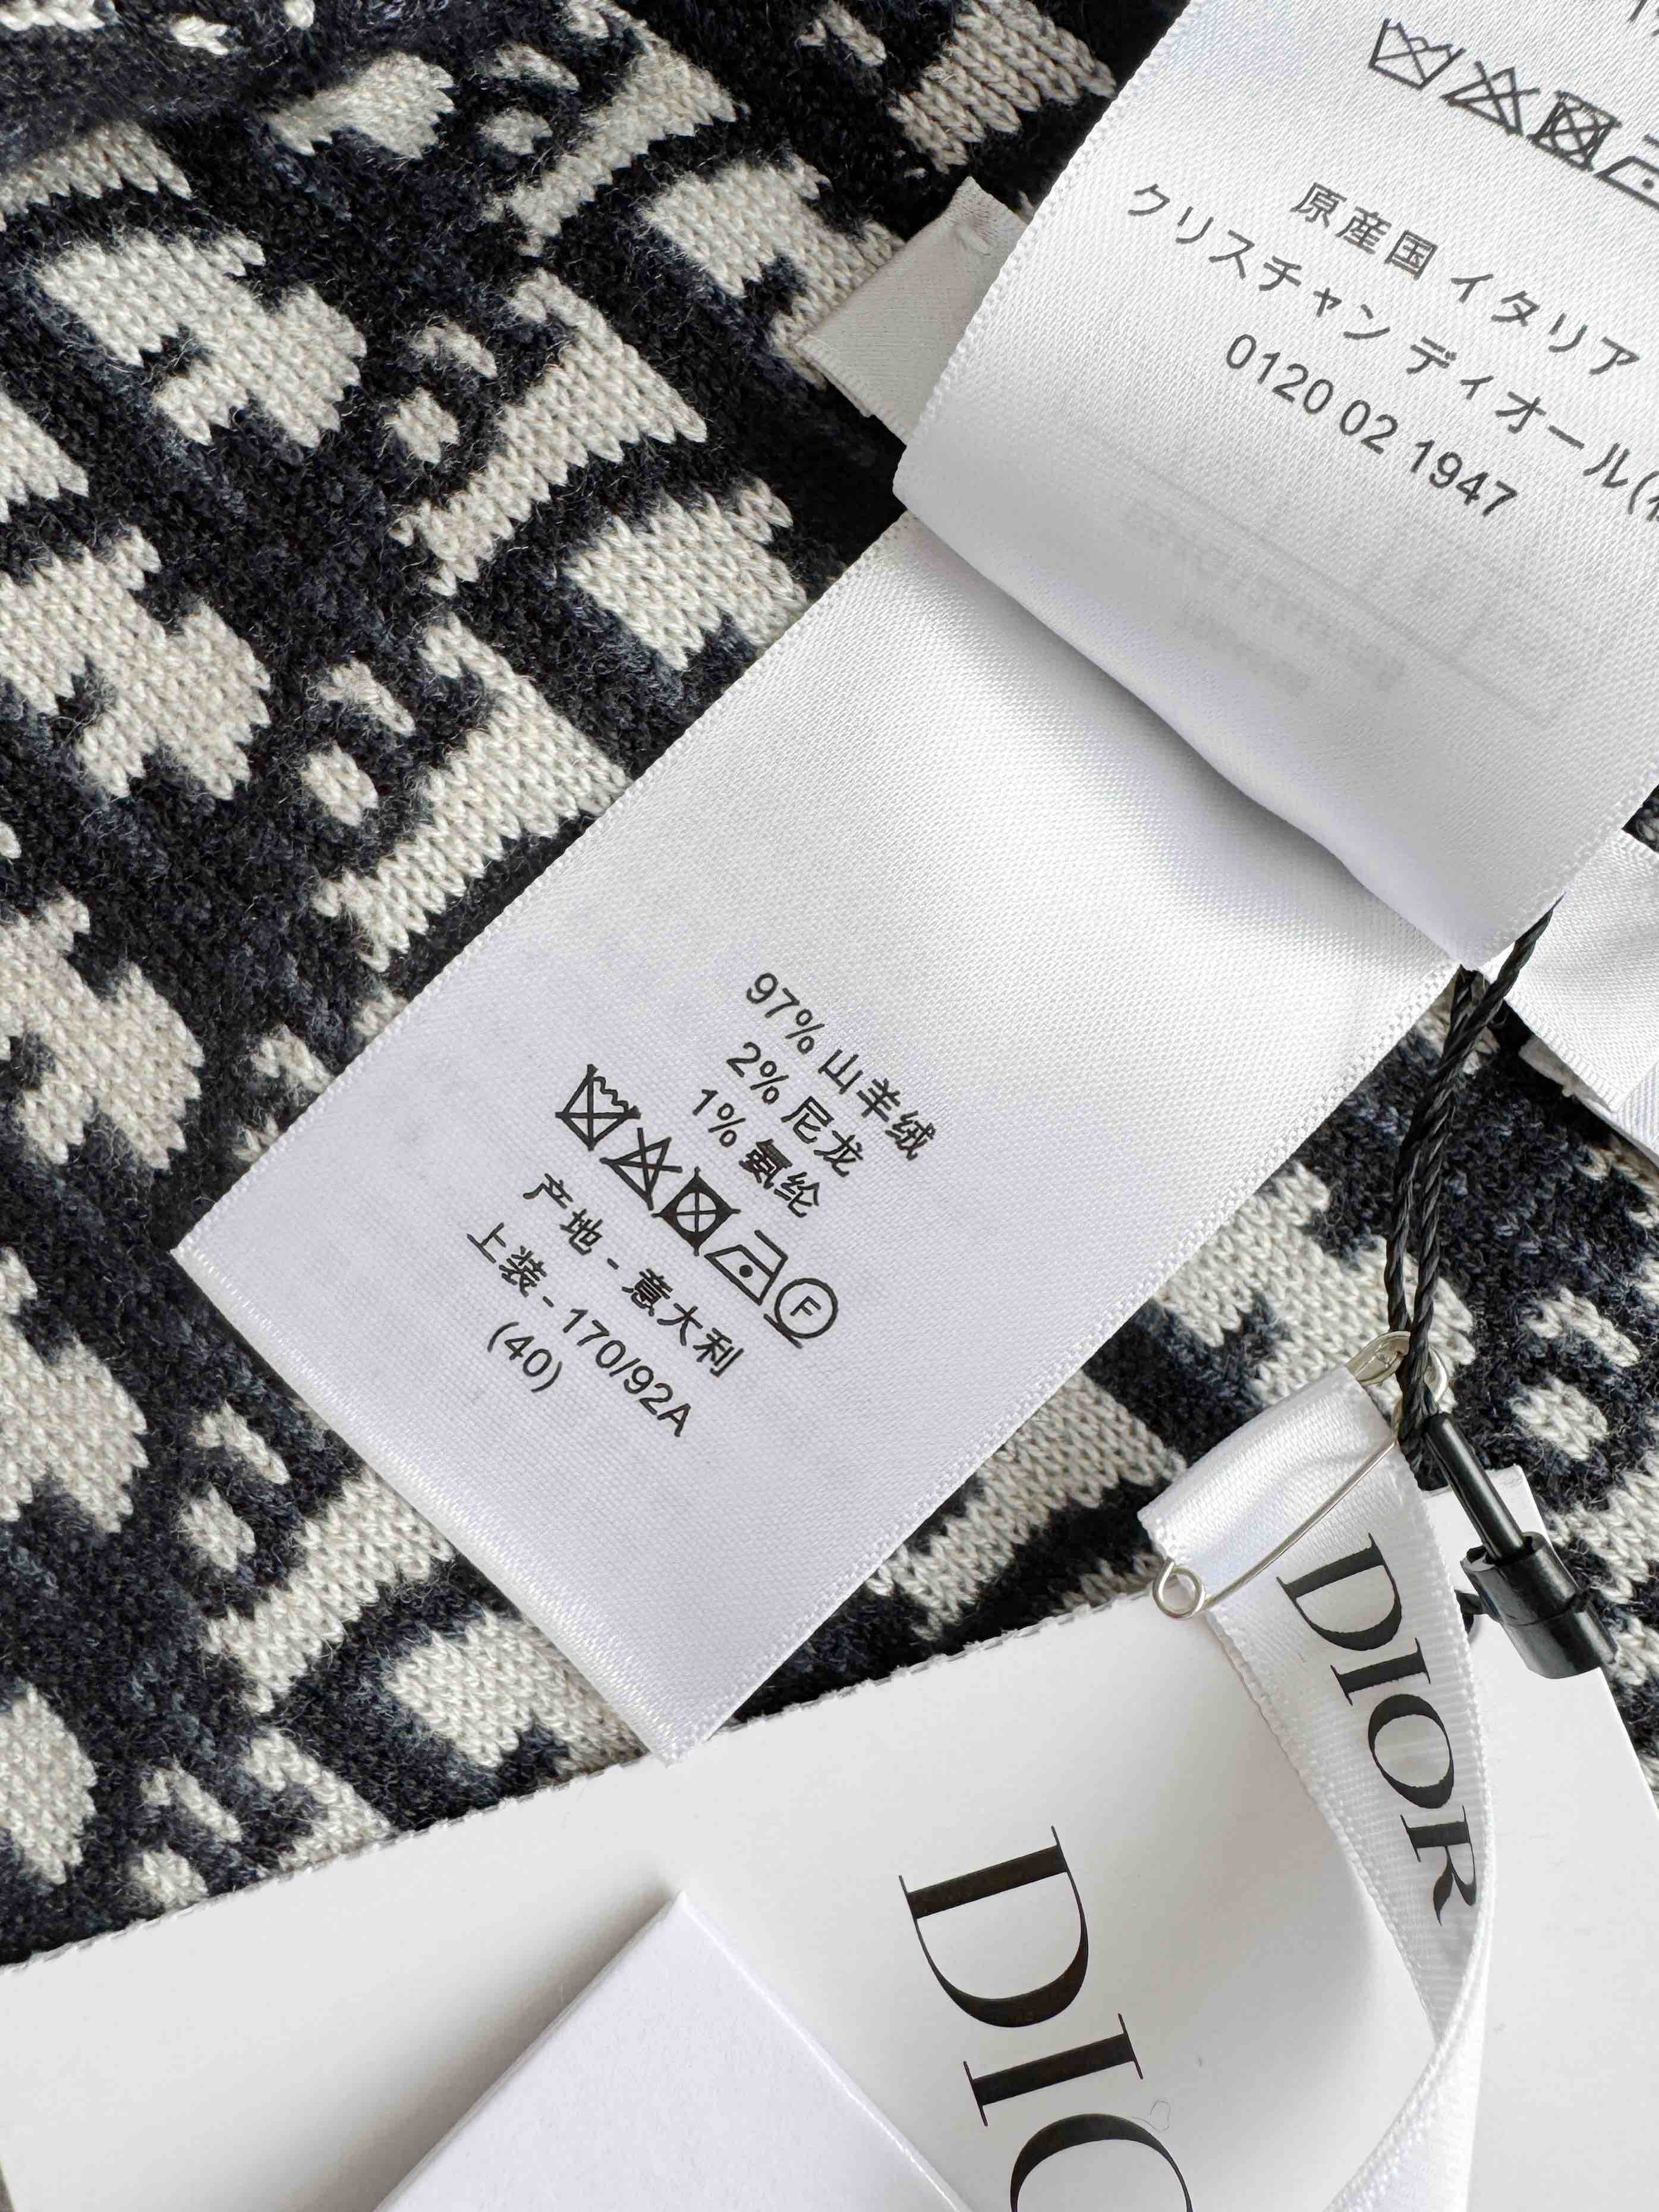 原産国 イタリア
クリスチャン ディオール(
0120 02 1947
97% 山羊绒
2% 尼龙
1% 氨纶
F
产地 - 意大利
上装 - 170/92A
(40)
DIOR
DIO